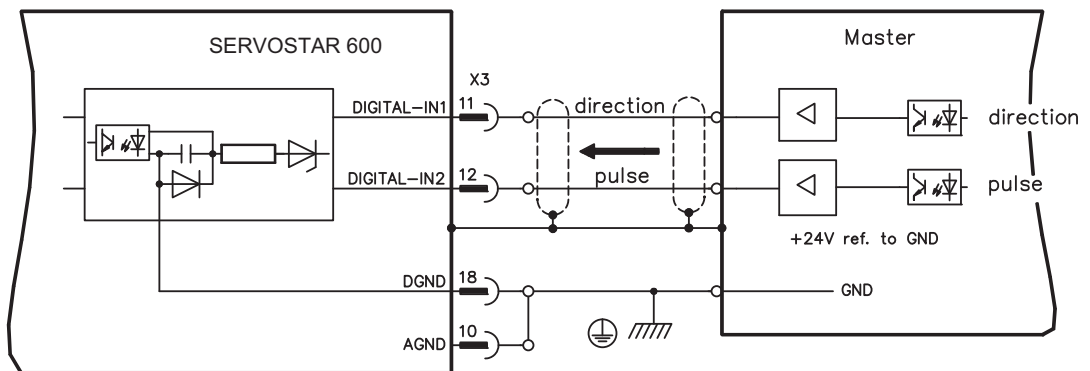 SERVOSTAR 600
Master
X3
DIGITAL-IN1
11
direction
direction
pulse
DIGITAL-IN2
12
pulse
+24V ref. to GND
DGND
18
GND
AGND
10